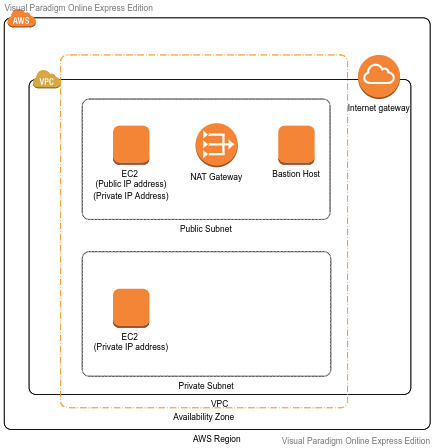 Visual Paradigm Online Express Edition
AWS
VPC
Internet gateway
EC2
(Public IP address)
(Private IP Address)
NAT Gateway
Bastion Host
Public Subnet
EC2
(Private IP address)
Private Subnet
VPC
Availability Zone
AWS Region
Visual Paradigm Online Express Edition